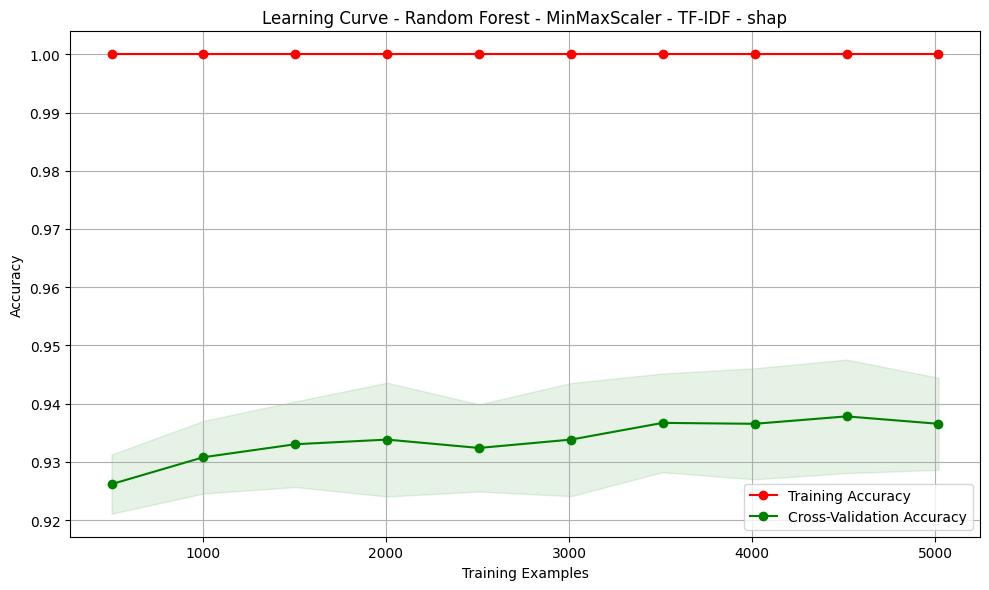 Learning Curve - Random Forest - MinMaxScaler - TF-IDF - shap
Accuracy
1.00
0.99
0.98
0.97
0.96
0.95
0.94
0.93
0.92
Training Accuracy
Cross-Validation Accuracy
1000 2000 3000 4000 5000
Training Examples